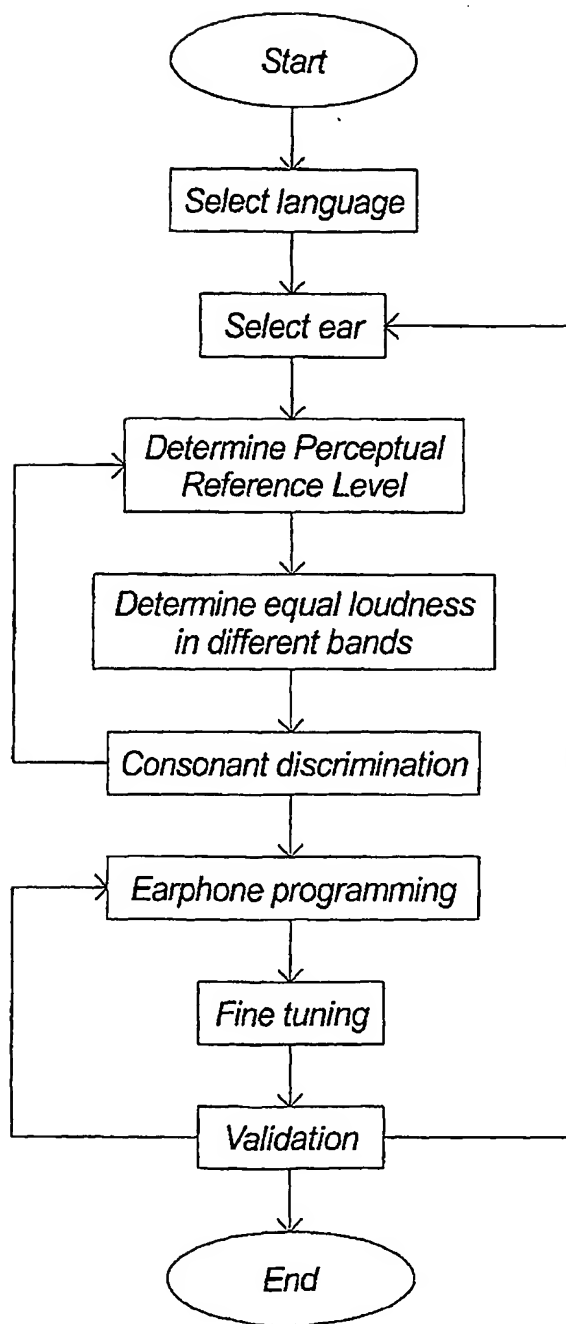 Start
Select language
Select ear
Determine Perceptual
Reference Level
Determine equal loudness
in different bands
Consonant discrimination
Earphone programming
Fine tuning
Validation
End